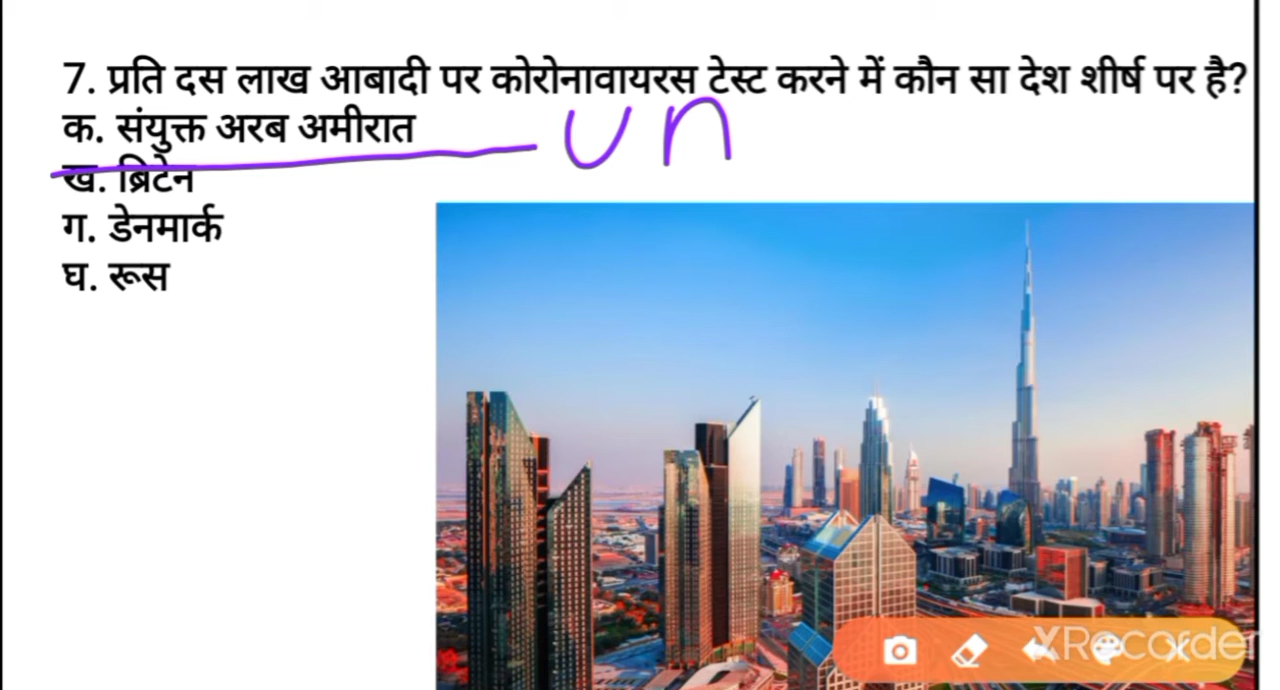 7. प्रति दस लाख आबादी पर कोरोनावायरस टेस्ट करने में कौन सा देश शीर्ष पर है?
क. संयुक्त अरब अमीरात
un
ख. ब्रिटेन
ग. डेनमार्क
घ. रूस
XRecorder